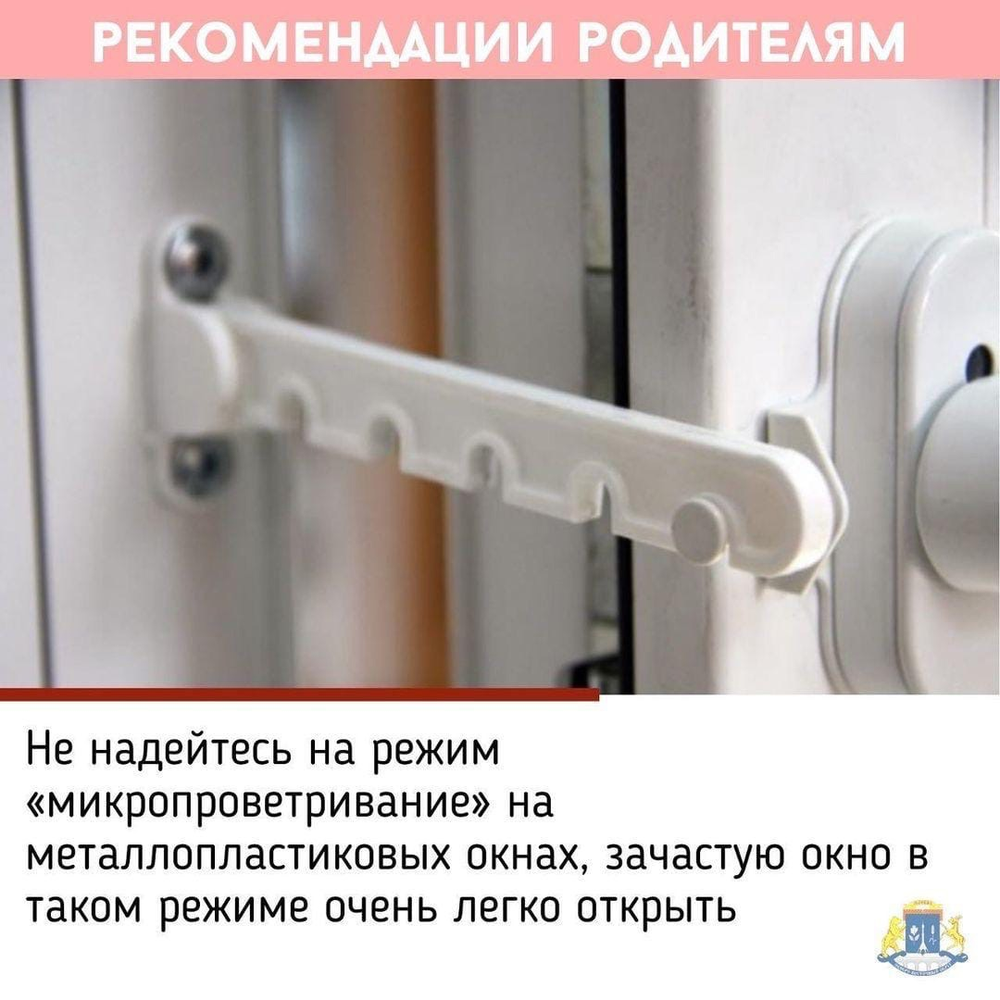 РЕКОМЕНДАЦИИ РОДИТЕЛЯМ
Не надейтесь на режим
«микропроветривание» на
металлопластиковых окнах, зачастую окно в
таком режиме очень легко открыть